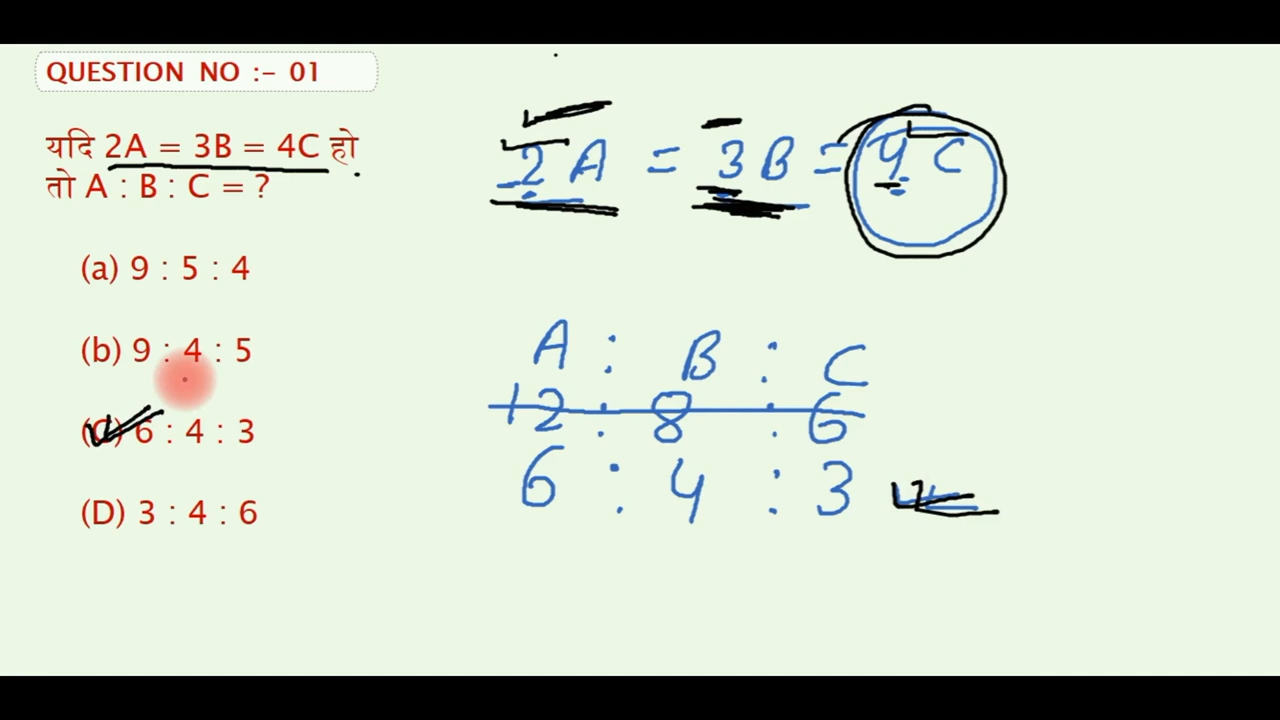 QUESTION NO :- 01
यदि 2A = 3B = 4C हो
तो A : B : C = ?
(a) 9 : 5 : 4
(b) 9 : 4 : 5
(C) 6 : 4 : 3
(D) 3 : 4 : 6
2A = 3B = 4C
A : B : C
12 : 8 : 6
6 : 4 : 3